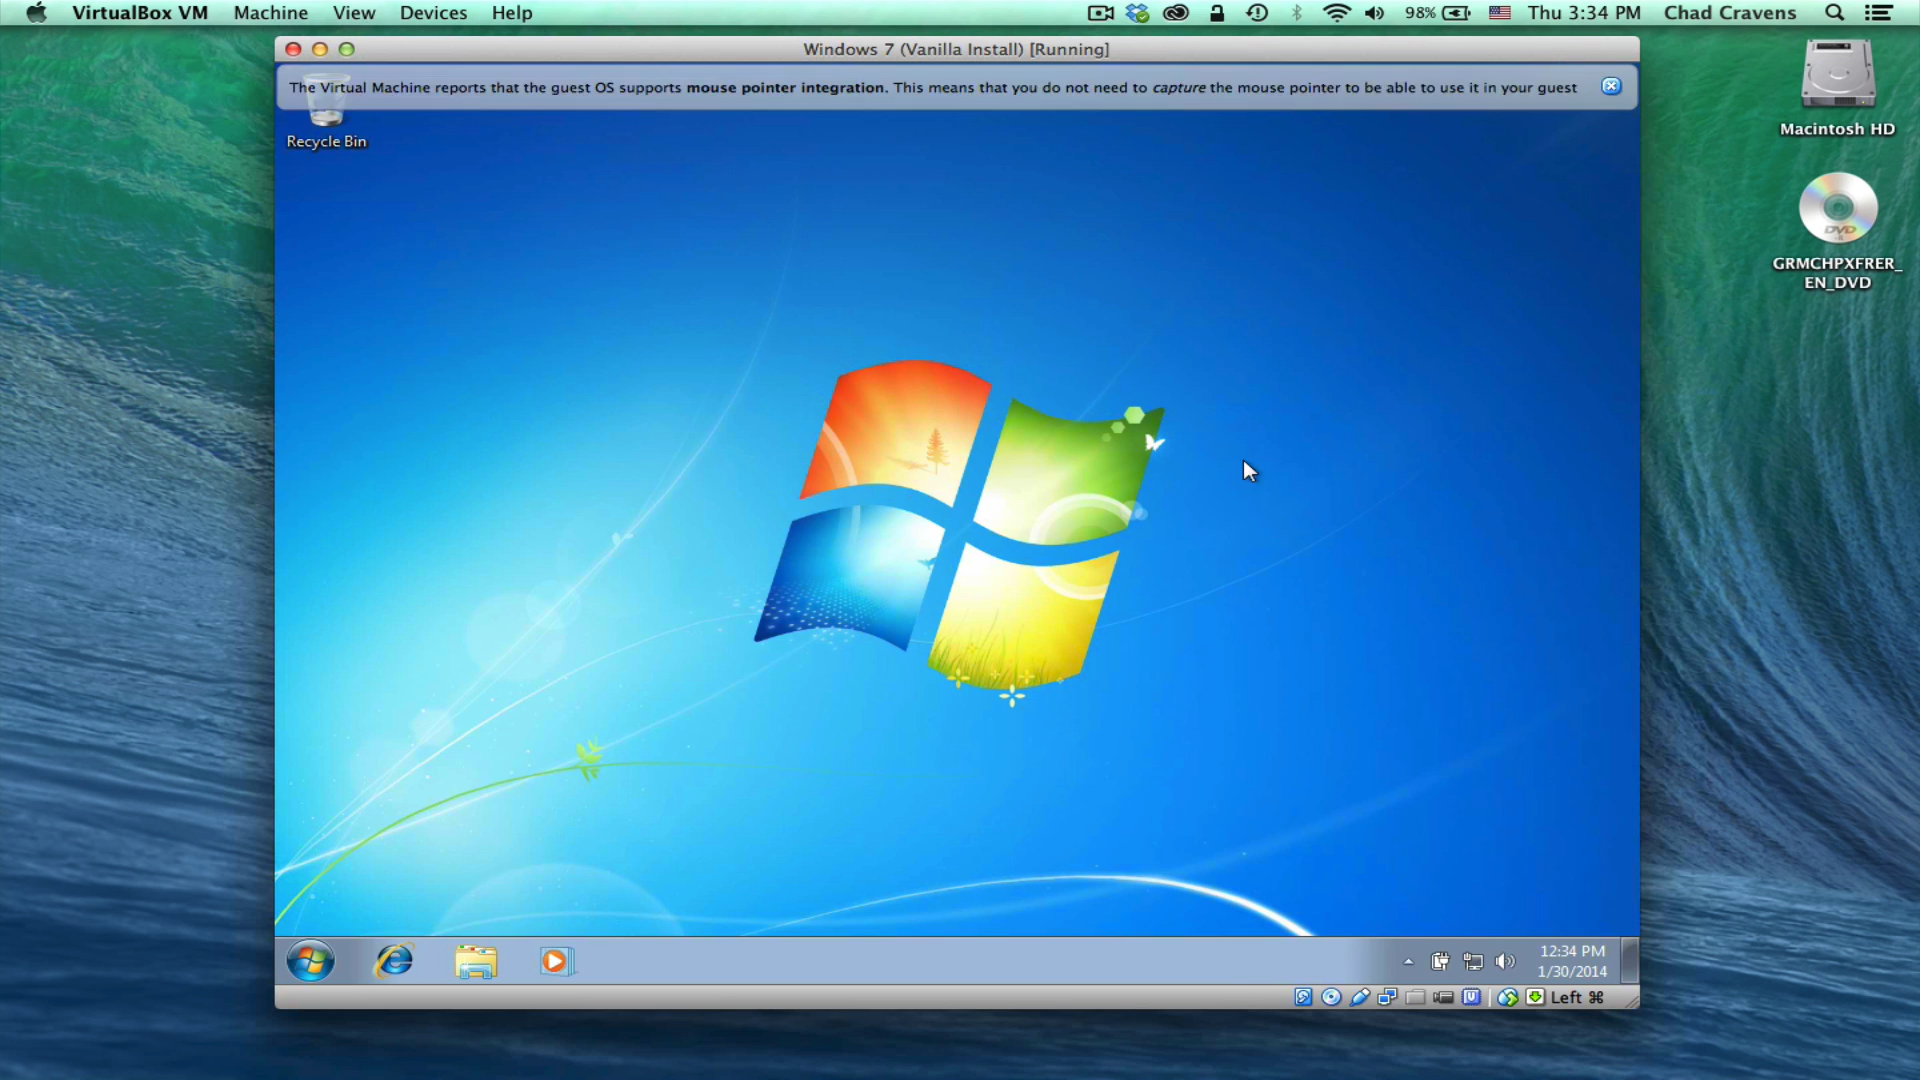 VirtualBox VM Machine View Devices Help 98% Thu 3:34 PM Chad Cravens
Windows 7 (Vanilla Install) [Running]
The Virtual Machine reports that the guest OS supports mouse pointer integration. This means that you do not need to capture the mouse pointer to be able to use it in your guest
Recycle Bin
Macintosh HD
DVD
GRMCHPXFRER_
EN_DVD
12:34 PM
1/30/2014
Left ⌘